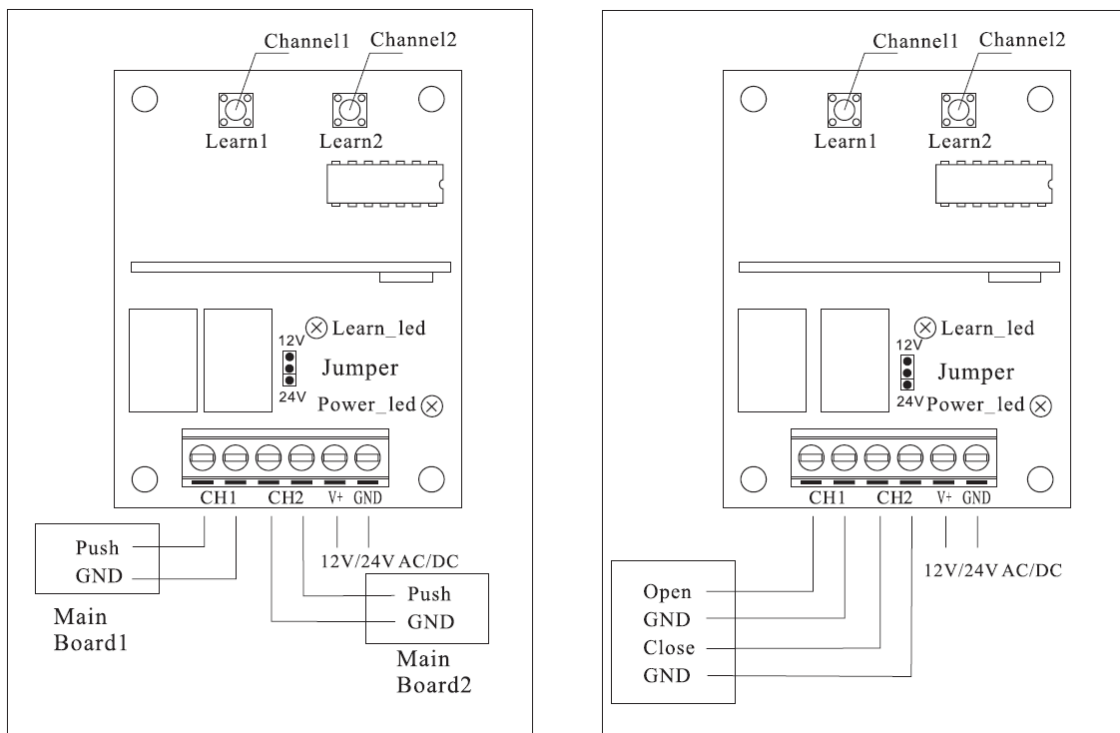 Channel1 Channel2
Learn1 Learn2
Learn_led
12V
Jumper
24V
Power_led
CH1 CH2 V+ GND
12V/24V AC/DC
Push
GND
Main
Board1
Push
GND
Main
Board2
Channel1 Channel2
Learn1 Learn2
Learn_led
12V
Jumper
24V
Power_led
CH1 CH2 V+ GND
12V/24V AC/DC
Open
GND
Close
GND